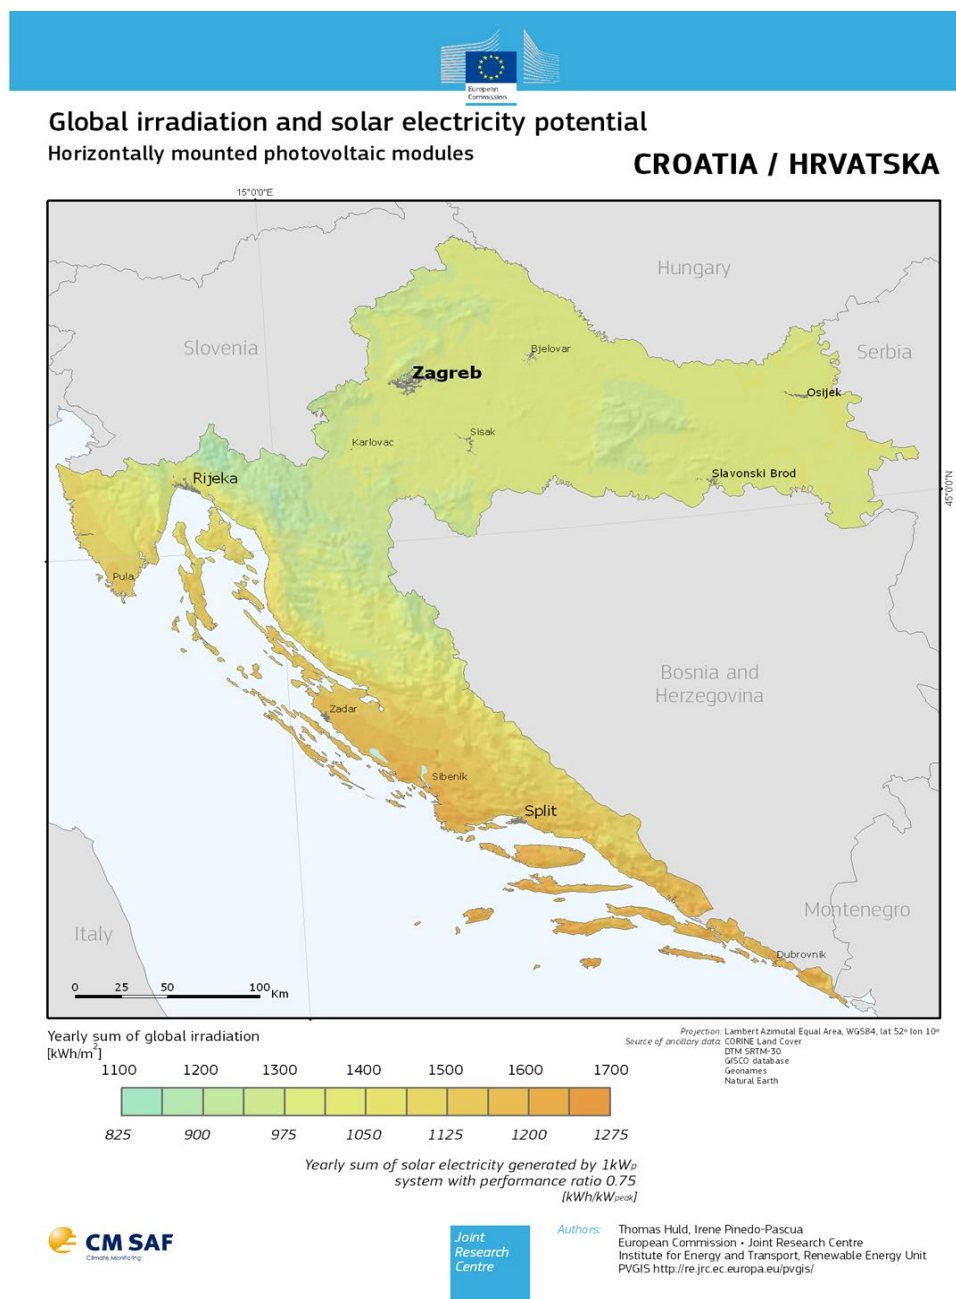 European
Commission
Global irradiation and solar electricity potential
Horizontally mounted photovoltaic modules
CROATIA / HRVATSKA
15°0'0"E
Hungary
Slovenia
Serbia
Bjelovar
Zagreb
Osijek
Sisak
Karlovac
Slavonski Brod
Rijeka
45°0'0"N
Pula
Bosnia and
Herzegovina
Zadar
Sibenik
Split
Montenegro
Italy
Dubrovnik
0 25 50 100 Km
Yearly sum of global irradiation
[kWh/m²]
1100 1200 1300 1400 1500 1600 1700
825 900 975 1050 1125 1200 1275
Yearly sum of solar electricity generated by 1kWp
system with performance ratio 0.75
[kWh/kWpeak]
Projection: Lambert Azimutal Equal Area, WGS84, lat 52° lon 10°
Source of ancillary data: CORINE Land Cover
DTM SRTM-30
GISCO database
Geonames
Natural Earth
CM SAF
Climate Monitoring
Joint
Research
Centre
Authors: Thomas Huld, Irene Pinedo-Pascua
European Commission • Joint Research Centre
Institute for Energy and Transport, Renewable Energy Unit
PVGIS http://re.jrc.ec.europa.eu/pvgis/